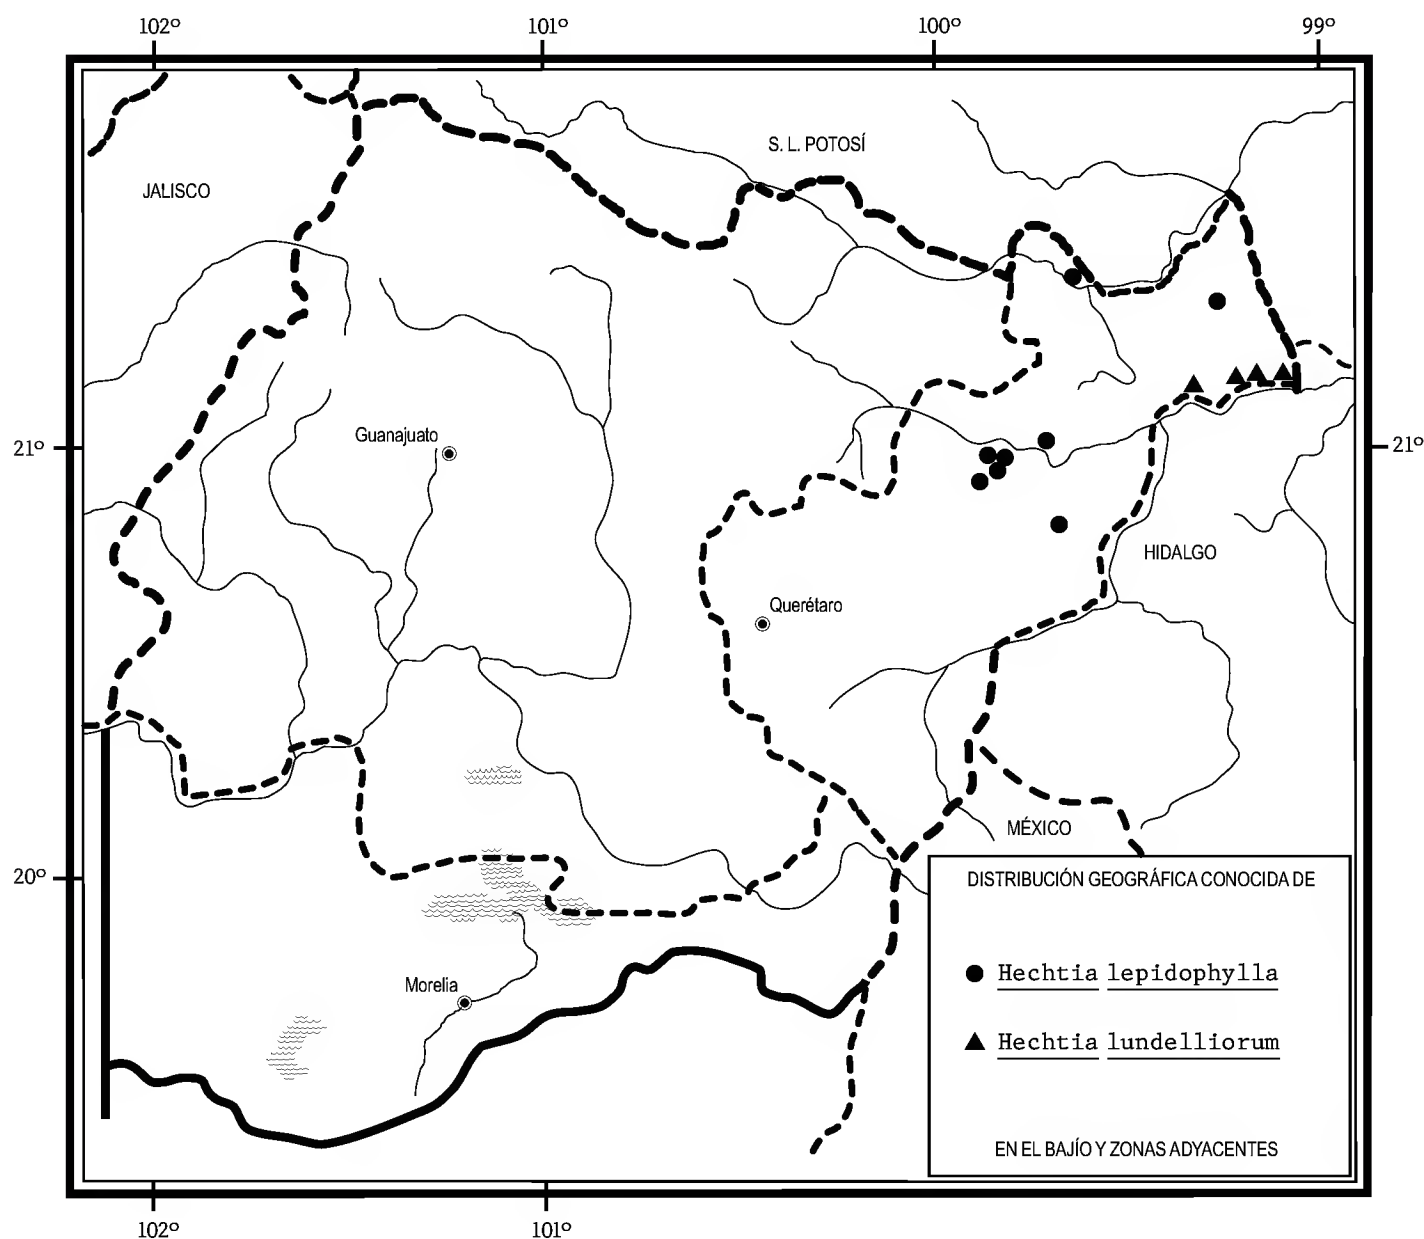 102º 101º 100º 99º
S. L. POTOSÍ
JALISCO
Guanajuato
21º
21º
HIDALGO
Querétaro
MÉXICO
20º
DISTRIBUCIÓN GEOGRÁFICA CONOCIDA DE
Hechtia lepidophylla
Morelia
Hechtia lundelliorum
EN EL BAJÍO Y ZONAS ADYACENTES
102º 101º